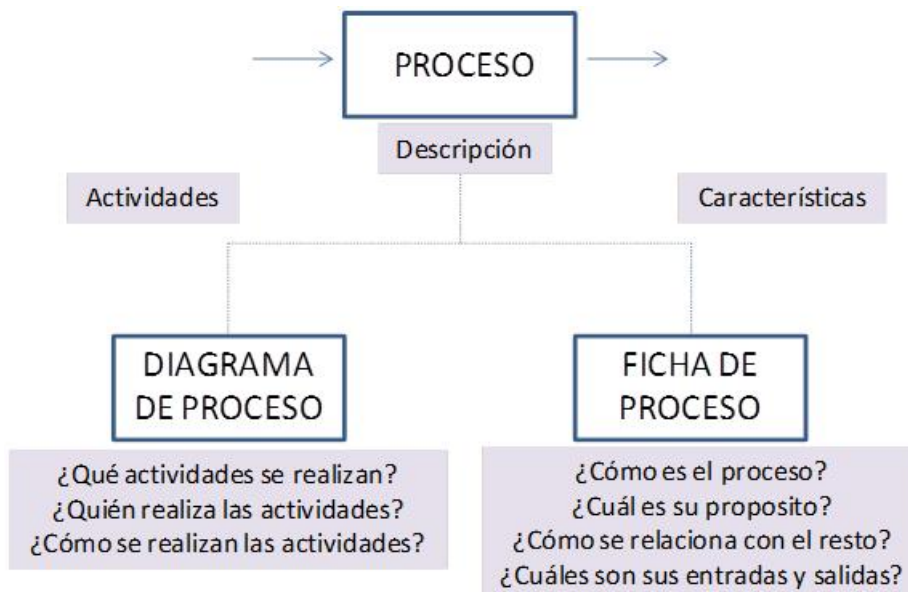 PROCESO
Descripción
Actividades
Característícas
DIAGRAMA
DE PROCESO
¿Qué actividades se realizan?
¿Quién realiza las actividades?
¿Cómo se realizan las actividades?
FICHA DE
PROCESO
¿Cómo es el proceso?
¿Cuál es su proposito?
¿Cómo se relaciona con el resto?
¿Cuáles son sus entradas y salidas?